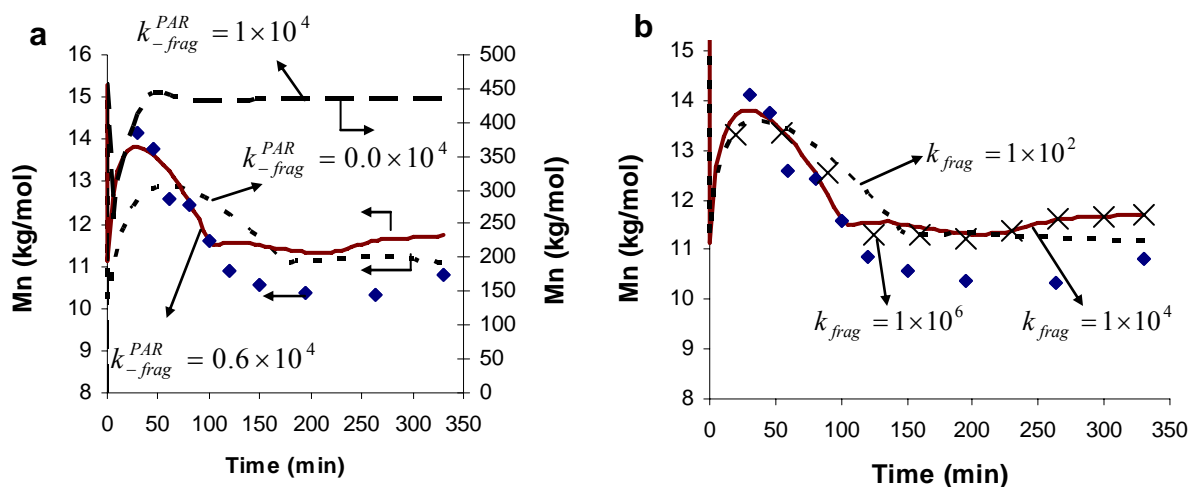 a
k_{-frag}^{PAR} = 1×10^4
16
15
14
13
12
11
10
9
8
Mn (kg/mol)
500
450
400
350
300
250
200
150
100
50
0
Mn (kg/mol)
k_{-frag}^{PAR} = 0.0×10^4
k_{-frag}^{PAR} = 0.6×10^4
0 50 100 150 200 250 300 350
Time (min)
b
15
14
13
12
11
10
9
8
Mn (kg/mol)
k_{frag} = 1×10^2
k_{frag} = 1×10^6
k_{frag} = 1×10^4
0 50 100 150 200 250 300 350
Time (min)